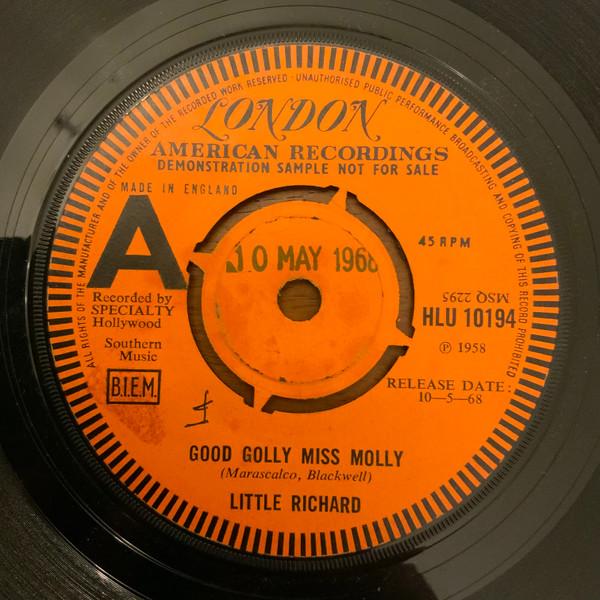 ALL RIGHTS OF THE MANUFACTURER AND OF THE OWNER OF THE RECORDED WORK RESERVED · UNAUTHORISED PUBLIC PERFORMANCE BROADCASTING AND COPYING OF THIS RECORD PROHIBITED
LONDON
AMERICAN RECORDINGS
DEMONSTRATION SAMPLE NOT FOR SALE
MADE IN ENGLAND
A
45 RPM
10 MAY 1968
Recorded by
SPECIALTY
Hollywood
MSQ 2295
HLU 10194
Southern
Music
℗ 1958
B.I.E.M.
RELEASE DATE:
10—5—68
GOOD GOLLY MISS MOLLY
(Marascalco, Blackwell)
LITTLE RICHARD